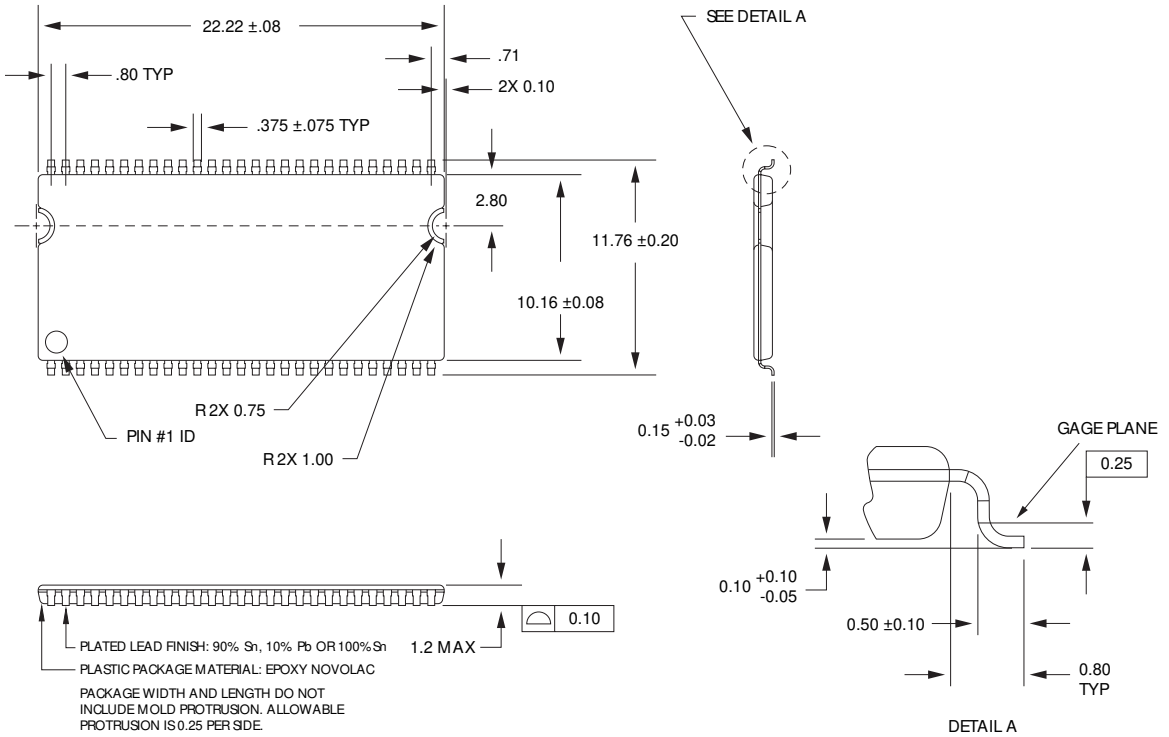 22.22 ±.08
SEE DETAIL A
.71
.80 TYP
2X 0.10
.375 ±.075 TYP
2.80
11.76 ±0.20
10.16 ±0.08
R 2X 0.75
PIN #1 ID
R 2X 1.00
0.15 +0.03
-0.02
GAGE PLANE
0.25
0.10 +0.10
-0.05
0.50 ±0.10
0.80
TYP
DETAIL A
0.10
1.2 MAX
PLATED LEAD FINISH: 90% Sn, 10% Pb OR 100%Sn
PLASTIC PACKAGE MATERIAL: EPOXY NOVOLAC
PACKAGE WIDTH AND LENGTH DO NOT
INCLUDE MOLD PROTRUSION. ALLOWABLE
PROTRUSION IS 0.25 PER SIDE.